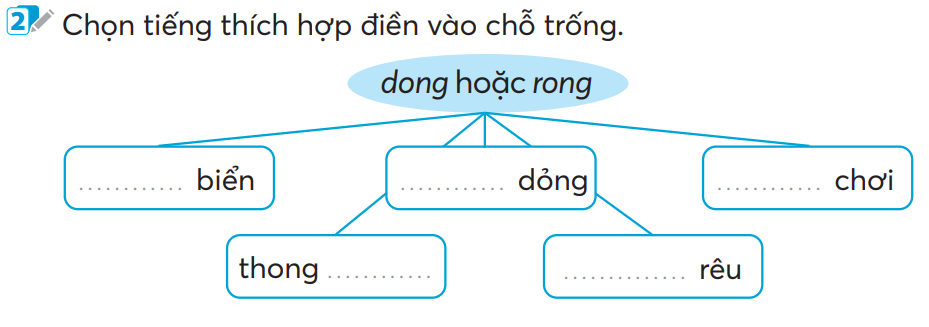 2 Chọn tiếng thích hợp điền vào chỗ trống.
dong hoặc rong
............ biển
............ dỏng
............ chơi
thong ............
.............. rêu